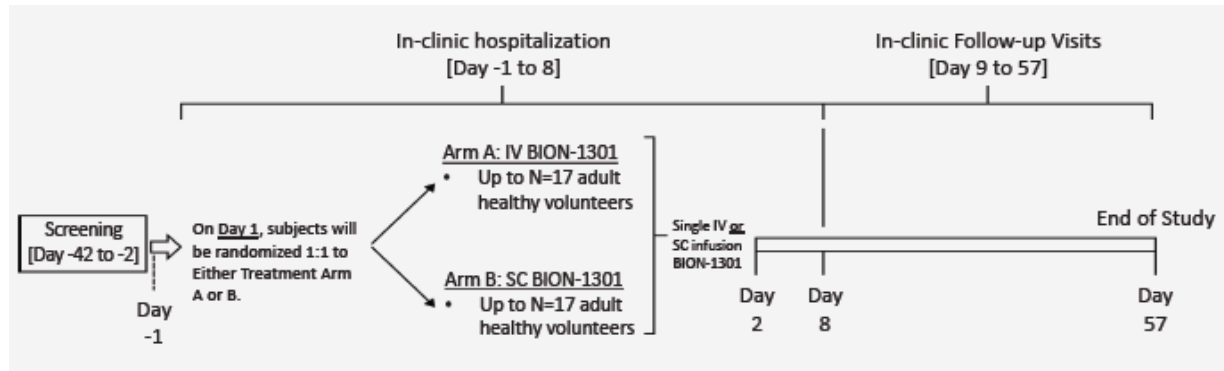 In-clinic hospitalization
[Day -1 to 8]
In-clinic Follow-up Visits
[Day 9 to 57]
Screening
[Day -42 to -2]
Day
-1
On Day 1, subjects will
be randomized 1:1 to
Either Treatment Arm
A or B.
Arm A: IV BION-1301
• Up to N=17 adult
healthy volunteers
Arm B: SC BION-1301
• Up to N=17 adult
healthy volunteers
Single IV or
SC infusion
BION-1301
End of Study
Day
2
Day
8
Day
57